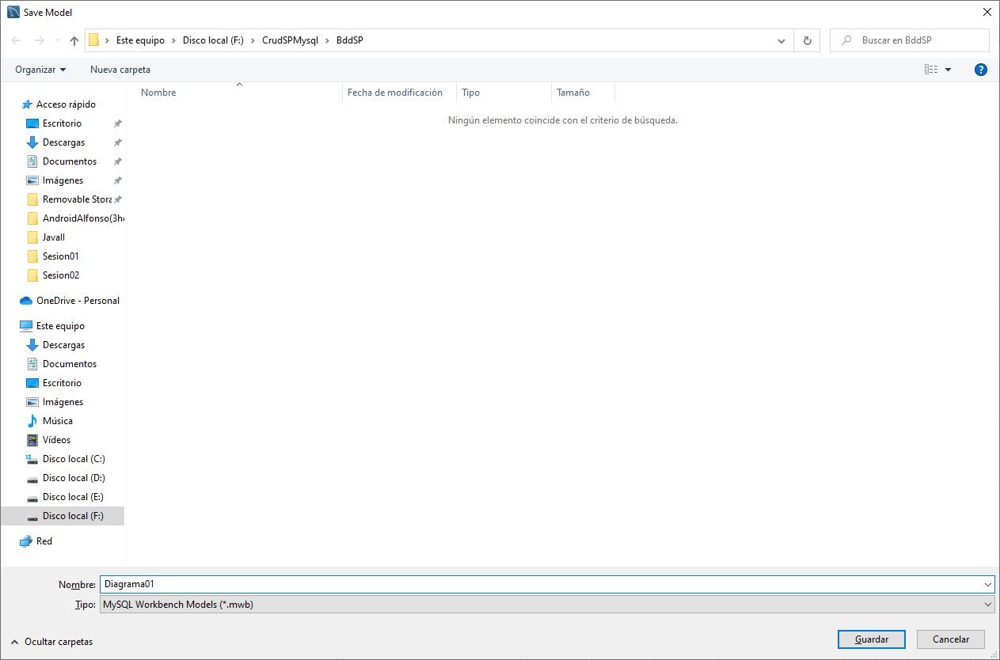 Save Model
Este equipo > Disco local (F:) > CrudSPMysql > BddSP
Buscar en BddSP
Organizar
Nueva carpeta
?
Nombre
Fecha de modificación
Tipo
Tamaño
Ningún elemento coincide con el criterio de búsqueda.
Acceso rápido
Escritorio
Descargas
Documentos
Imágenes
Removable Stora
AndroidAlfonso(3h
JavaII
Sesion01
Sesion02
OneDrive - Personal
Este equipo
Descargas
Documentos
Escritorio
Imágenes
Música
Vídeos
Disco local (C:)
Disco local (D:)
Disco local (E:)
Disco local (F:)
Red
Nombre: Diagrama01
Tipo: MySQL Workbench Models (*.mwb)
Ocultar carpetas
Guardar
Cancelar